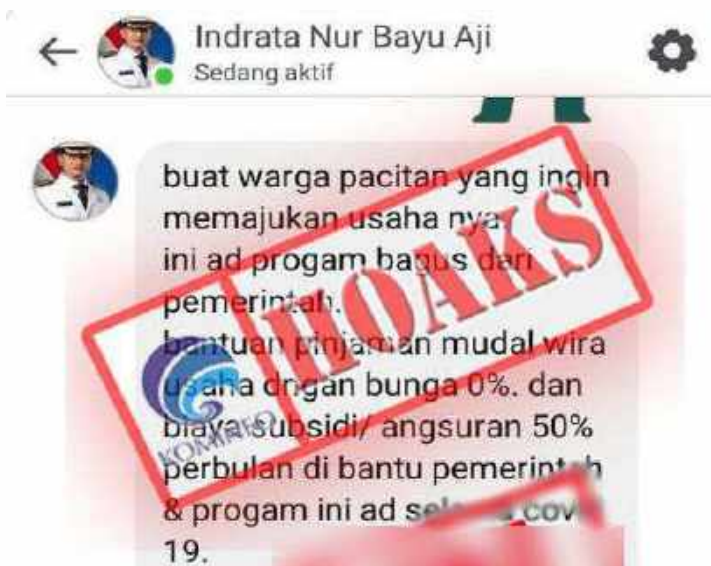 Indrata Nur Bayu Aji
Sedang aktif
buat warga pacitan yang ingin
memajukan usaha nya.
ini ad progam bagus dari
pemerintah.
bantuan pinjaman mudal wira
usaha dngan bunga 0%. dan
biaya subsidi/ angsuran 50%
perbulan di bantu pemerintah
& progam ini ad
19.
HOAKS
KOMINFO